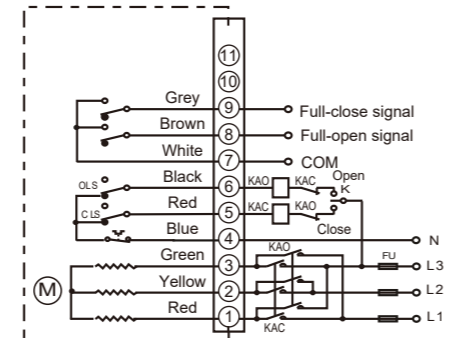 11
10
Grey 9 Full-close signal
Brown 8 Full-open signal
White 7 COM
Black 6 KAO KAC Open
K
OLS
Red 5 KAC KAO
CLS
Close
Blue 4 N
Green 3 KAO FU L3
M
Yellow 2 L2
Red 1 L1
KAC